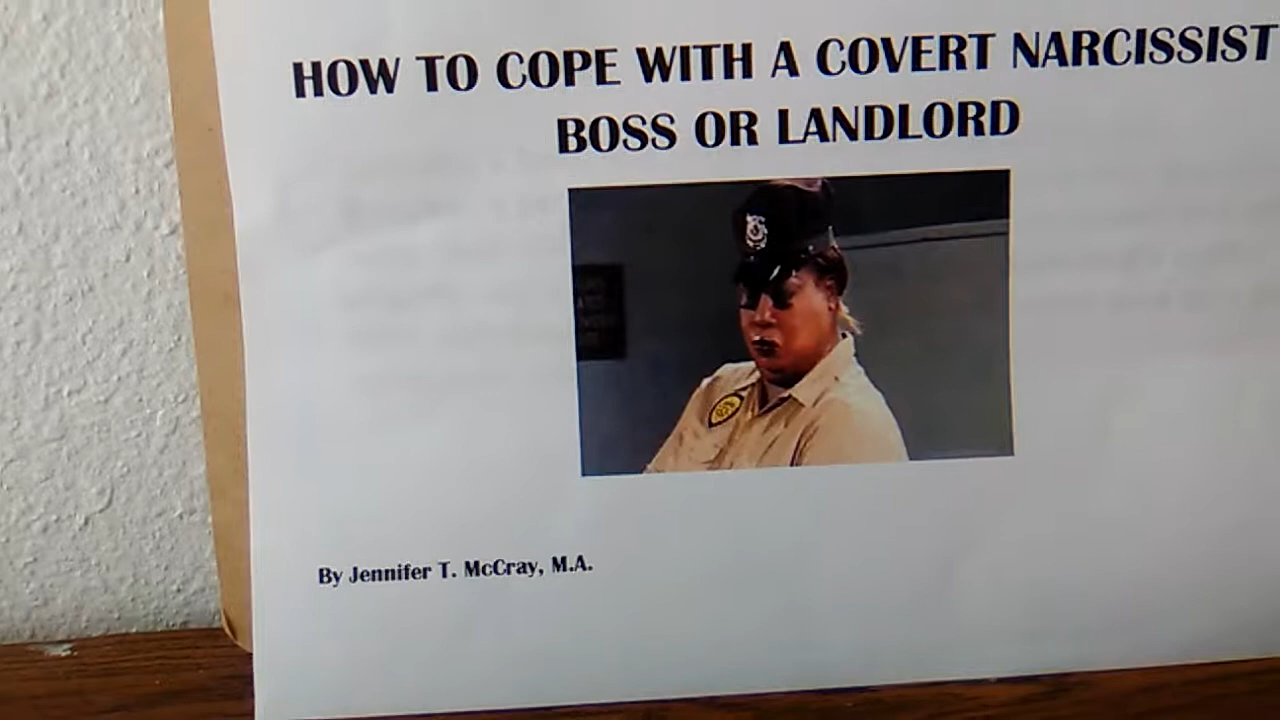 HOW TO COPE WITH A COVERT NARCISSIST
BOSS OR LANDLORD
By Jennifer T. McCray, M.A.